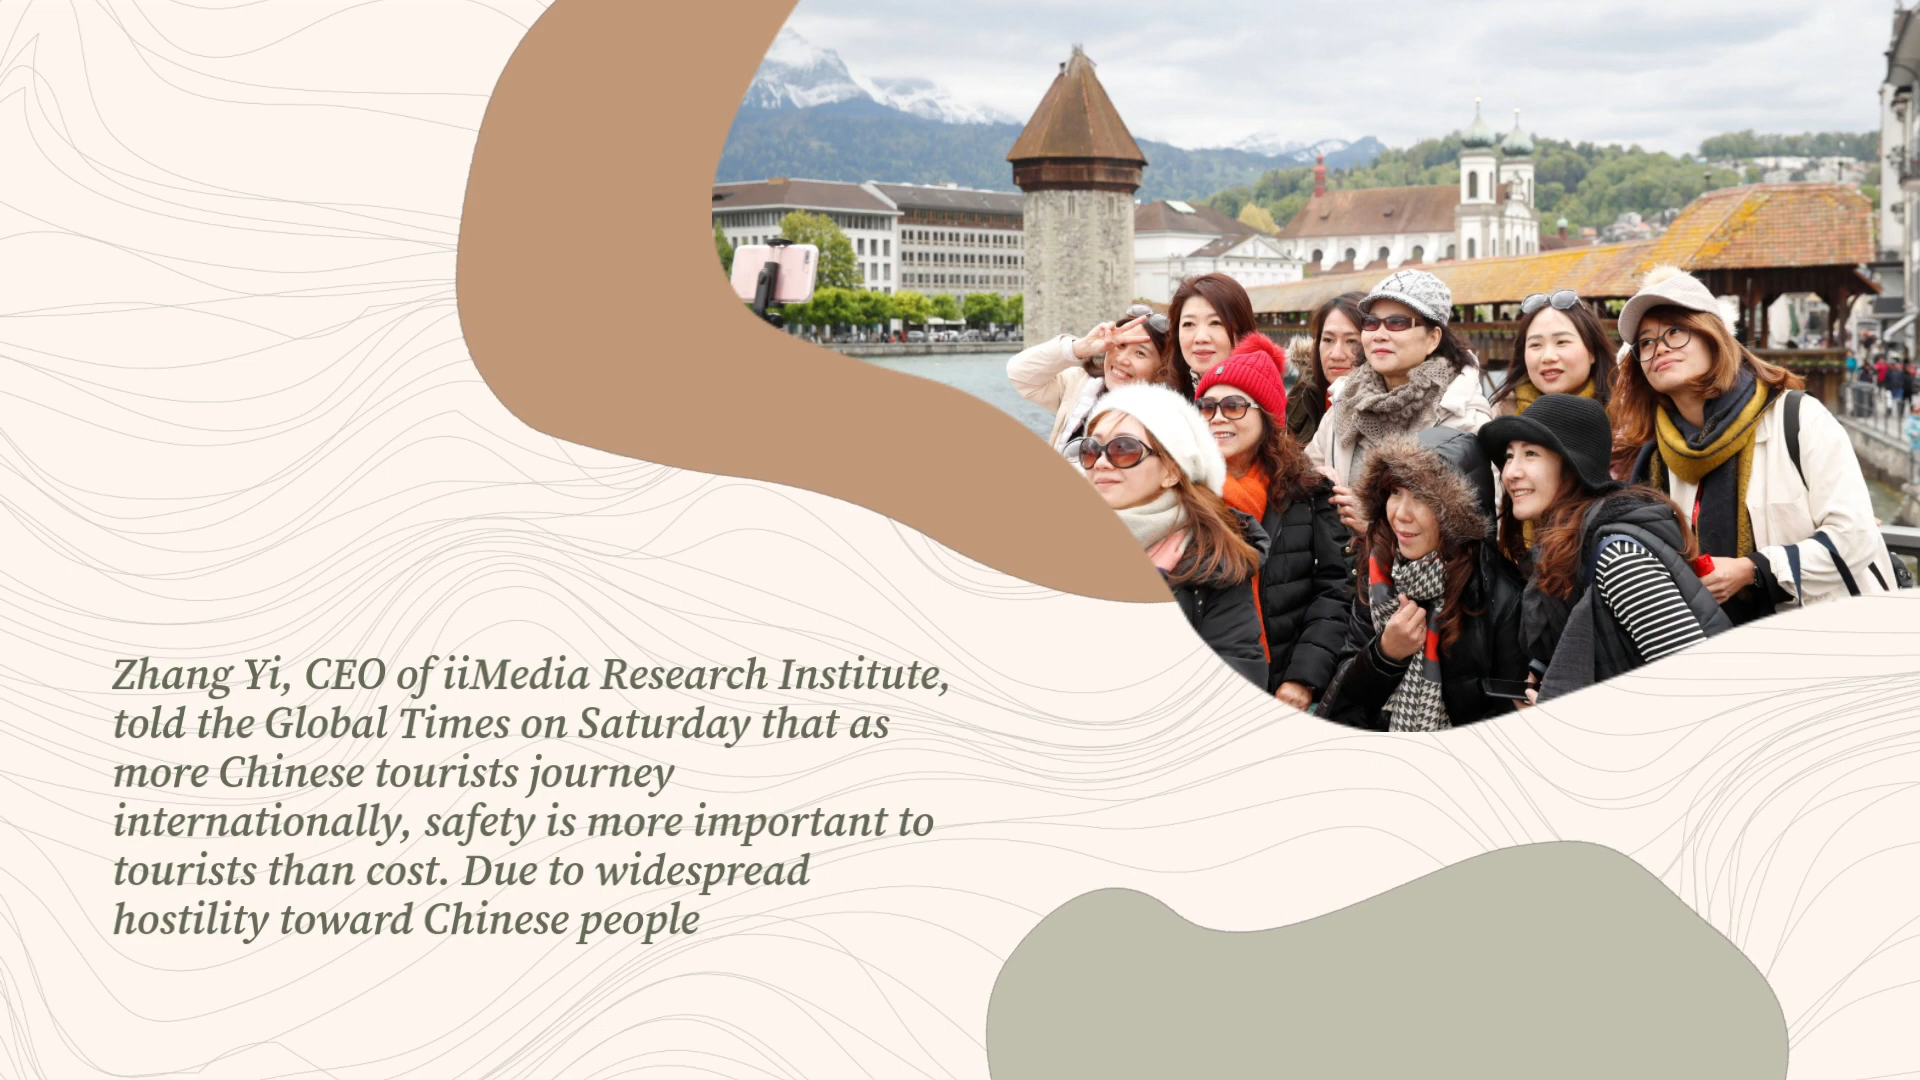 Zhang Yi, CEO of iiMedia Research Institute,
told the Global Times on Saturday that as
more Chinese tourists journey
internationally, safety is more important to
tourists than cost. Due to widespread
hostility toward Chinese people